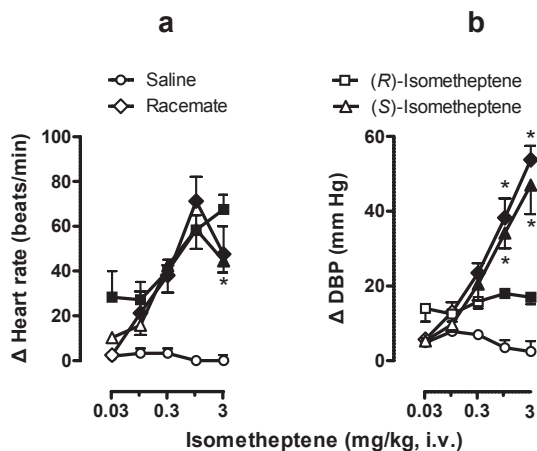 a
b
Saline
Racemate
(R)-Isometheptene
(S)-Isometheptene
Δ Heart rate (beats/min)
100
80
60
40
20
0
*
0.03
0.3
3
Δ DBP (mm Hg)
60
40
20
0
*
*
*
*
0.03
0.3
3
Isometheptene (mg/kg, i.v.)